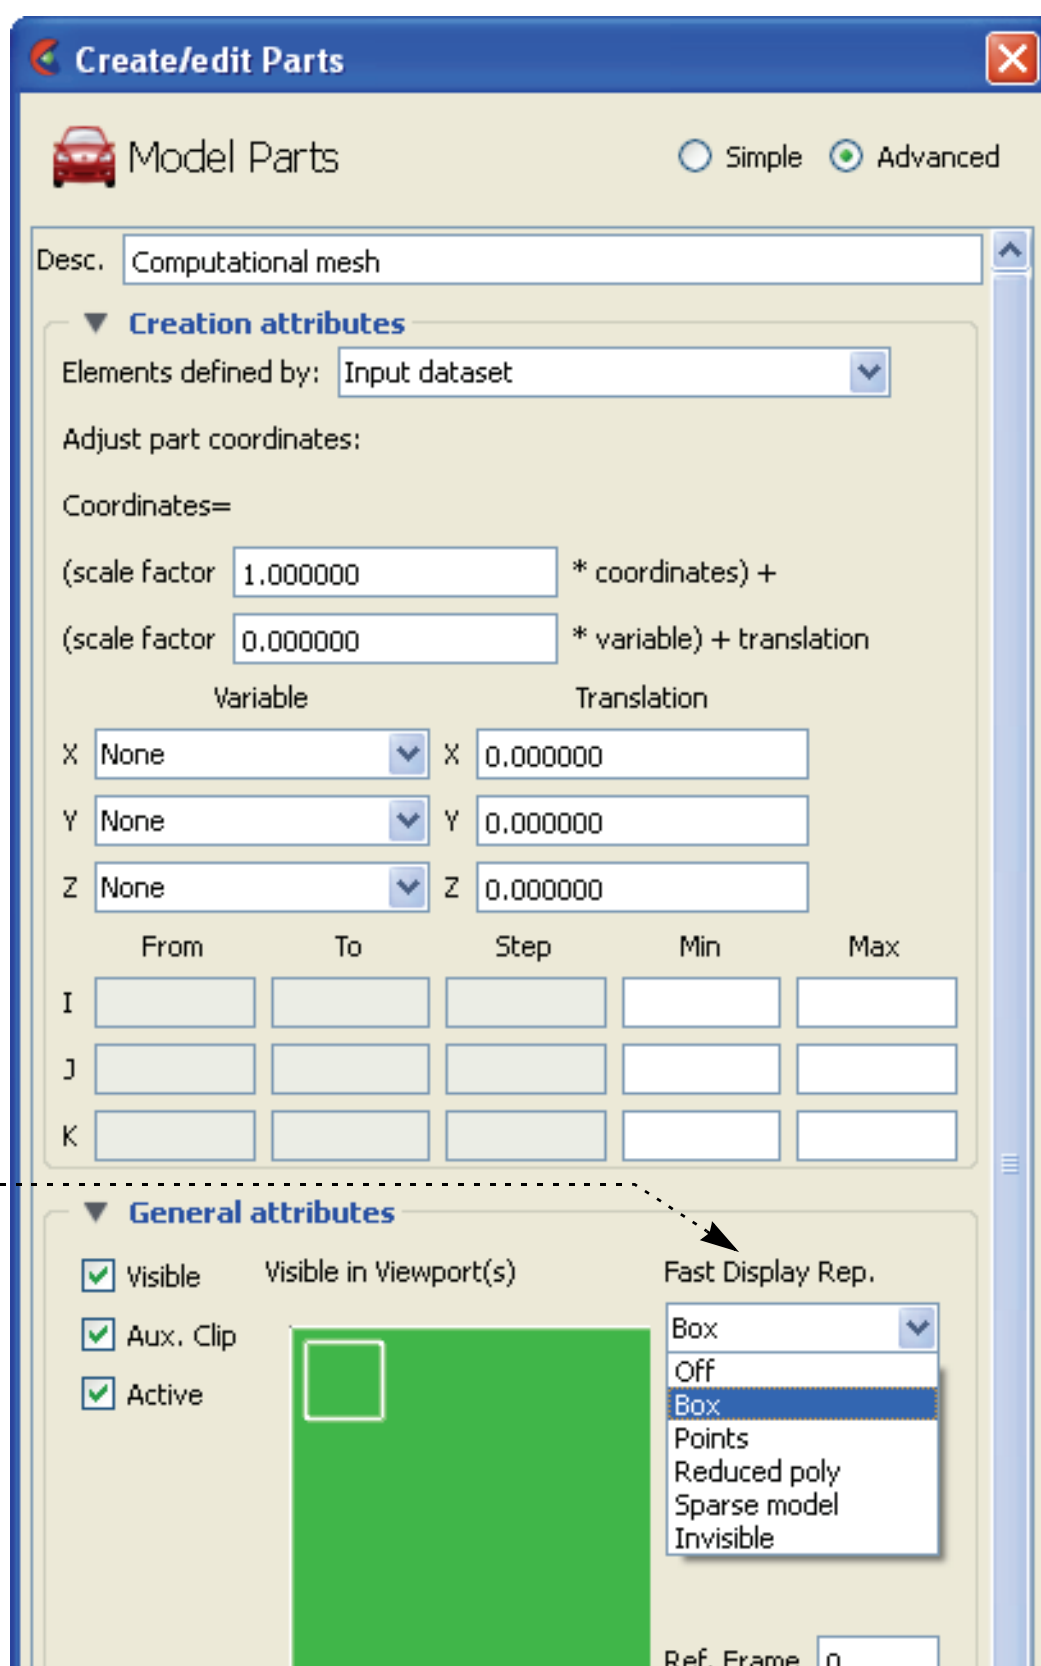 Create/edit Parts
Model Parts Simple Advanced
Desc. Computational mesh
Creation attributes
Elements defined by: Input dataset
Adjust part coordinates:
Coordinates=
(scale factor 1.000000 * coordinates) +
(scale factor 0.000000 * variable) + translation
Variable Translation
X None X 0.000000
Y None Y 0.000000
Z None Z 0.000000
From To Step Min Max
I
J
K
General attributes
Visible Visible in Viewport(s) Fast Display Rep.
Aux. Clip Box
Off
Active Box
Points
Reduced poly
Sparse model
Invisible
Ref. Frame 0